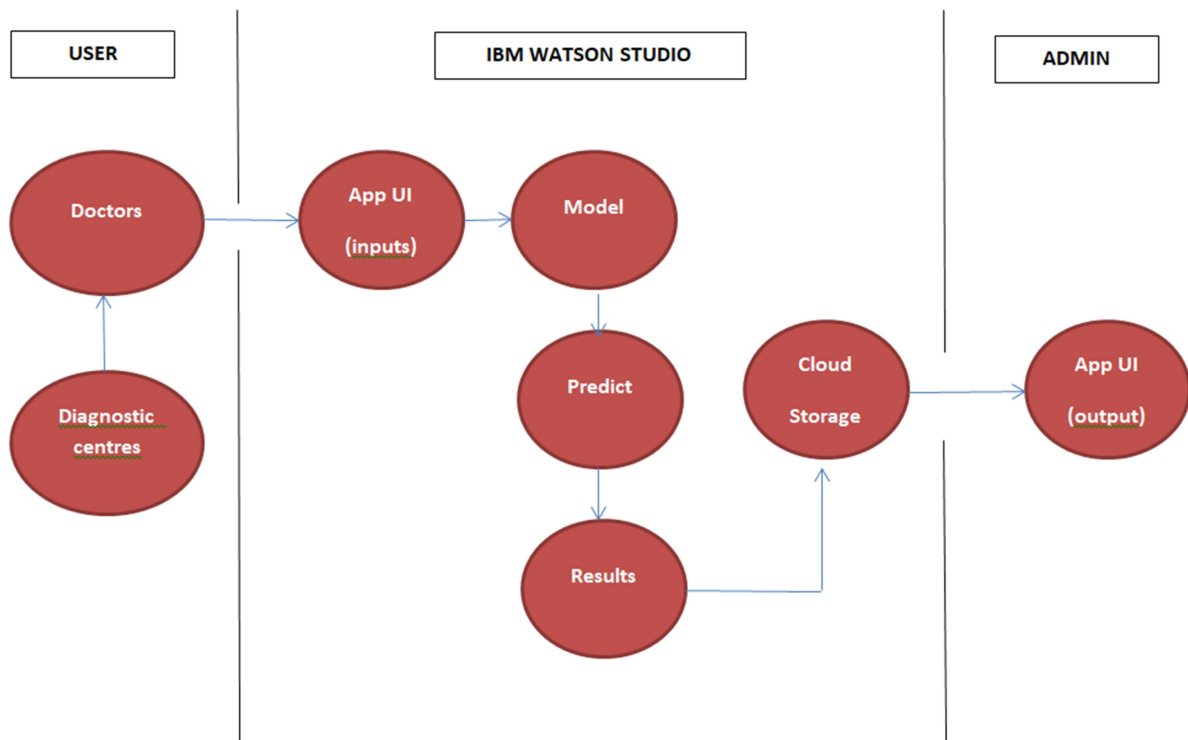 USER
IBM WATSON STUDIO
ADMIN
Doctors
App UI
(inputs)
Model
Diagnostic
centres
Predict
Results
Cloud
Storage
App UI
(output)